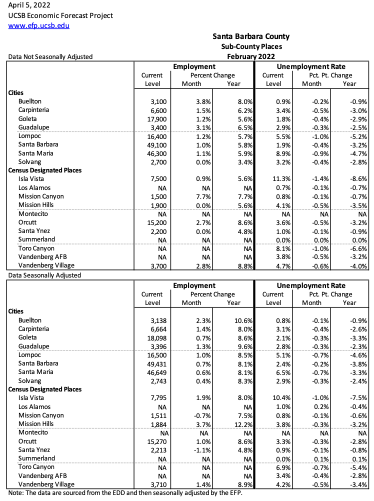 April 5, 2022
UCSB Economic Forecast Project
www.efp.ucsb.edu
Santa Barbara County
Sub-County Places
Data Not Seasonally Adjusted February 2022
Employment Unemployment Rate
Current Percent Change Current Pct. Pt. Change
Level Month Year Level Month Year
Cities
Buellton 3,100 3.8% 8.0% 0.9% -0.2% -0.9%
Carpinteria 6,600 1.5% 6.2% 3.4% -0.5% -3.0%
Goleta 17,900 1.2% 5.6% 1.8% -0.4% -2.9%
Guadalupe 3,400 3.1% 6.5% 2.9% -0.3% -2.5%
Lompoc 16,400 1.2% 5.7% 5.5% -1.0% -5.2%
Santa Barbara 49,100 1.0% 5.8% 1.9% -0.4% -3.2%
Santa Maria 46,300 1.1% 5.9% 8.9% -0.9% -4.7%
Solvang 2,700 0.0% 3.4% 3.2% -0.4% -2.8%
Census Designated Places
Isla Vista 7,500 0.9% 5.6% 11.3% -1.4% -8.6%
Los Alamos NA NA NA 0.7% -0.1% -0.7%
Mission Canyon 1,500 7.7% 7.7% 0.8% -0.1% -0.7%
Mission Hills 1,900 0.0% 5.6% 4.1% -0.5% -3.5%
Montecito NA NA NA NA NA NA
Orcutt 15,200 2.7% 8.6% 3.6% -0.5% -3.2%
Santa Ynez 2,200 0.0% 4.8% 1.0% -0.1% -0.9%
Summerland NA NA NA 0.0% 0.0% 0.0%
Toro Canyon NA NA NA 8.1% -1.0% -6.6%
Vandenberg AFB NA NA NA 3.8% -0.5% -3.2%
Vandenberg Village 3,700 2.8% 8.8% 4.7% -0.6% -4.0%
Data Seasonally Adjusted
Employment Unemployment Rate
Current Percent Change Current Pct. Pt. Change
Level Month Year Level Month Year
Cities
Buellton 3,138 2.3% 10.6% 0.8% -0.1% -0.9%
Carpinteria 6,664 1.4% 8.0% 3.1% -0.4% -2.6%
Goleta 18,098 0.7% 8.6% 2.1% -0.3% -3.3%
Guadalupe 3,396 1.3% 9.6% 2.8% -0.3% -2.3%
Lompoc 16,500 1.0% 8.5% 5.1% -0.7% -4.6%
Santa Barbara 49,431 0.7% 8.1% 2.4% -0.2% -3.8%
Santa Maria 46,649 0.6% 8.1% 6.5% -0.7% -3.3%
Solvang 2,743 0.4% 8.3% 2.9% -0.3% -2.4%
Census Designated Places
Isla Vista 7,795 1.9% 8.0% 10.4% -1.0% -7.5%
Los Alamos NA NA NA 1.0% 0.2% -0.4%
Mission Canyon 1,511 -0.7% 7.5% 0.8% -0.1% -0.6%
Mission Hills 1,884 3.7% 12.2% 3.8% -0.3% -3.2%
Montecito NA NA NA NA NA NA
Orcutt 15,270 1.0% 8.6% 3.3% -0.3% -2.8%
Santa Ynez 2,213 -1.1% 4.8% 0.9% -0.1% -0.8%
Summerland NA NA NA 0.0% 0.1% 0.1%
Toro Canyon NA NA NA 6.9% -0.7% -5.4%
Vandenberg AFB NA NA NA 3.4% -0.4% -2.8%
Vandenberg Village 3,710 1.4% 8.9% 4.2% -0.5% -3.4%
Note: The data are sourced from the EDD and then seasonally adjusted by the EFP.